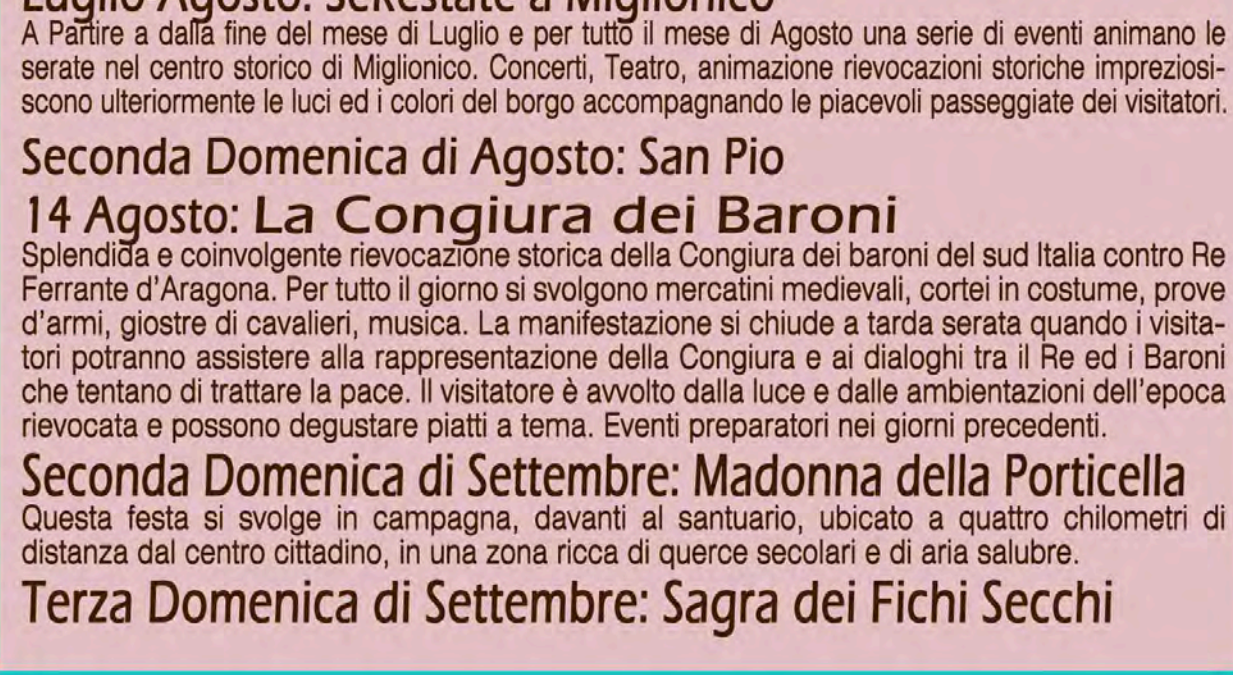 Luglio Agosto: SeRestate a Miglionico
A Partire a dalla fine del mese di Luglio e per tutto il mese di Agosto una serie di eventi animano le
serate nel centro storico di Miglionico. Concerti, Teatro, animazione rievocazioni storiche impreziosi-
scono ulteriormente le luci ed i colori del borgo accompagnando le piacevoli passeggiate dei visitatori.
Seconda Domenica di Agosto: San Pio
14 Agosto: La Congiura dei Baroni
Splendida e coinvolgente rievocazione storica della Congiura dei baroni del sud Italia contro Re
Ferrante d'Aragona. Per tutto il giorno si svolgono mercatini medievali, cortei in costume, prove
d'armi, giostre di cavalieri, musica. La manifestazione si chiude a tarda serata quando i visita-
tori potranno assistere alla rappresentazione della Congiura e ai dialoghi tra il Re ed i Baroni
che tentano di trattare la pace. Il visitatore è avvolto dalla luce e dalle ambientazioni dell'epoca
rievocata e possono degustare piatti a tema. Eventi preparatori nei giorni precedenti.
Seconda Domenica di Settembre: Madonna della Porticella
Questa festa si svolge in campagna, davanti al santuario, ubicato a quattro chilometri di
distanza dal centro cittadino, in una zona ricca di querce secolari e di aria salubre.
Terza Domenica di Settembre: Sagra dei Fichi Secchi